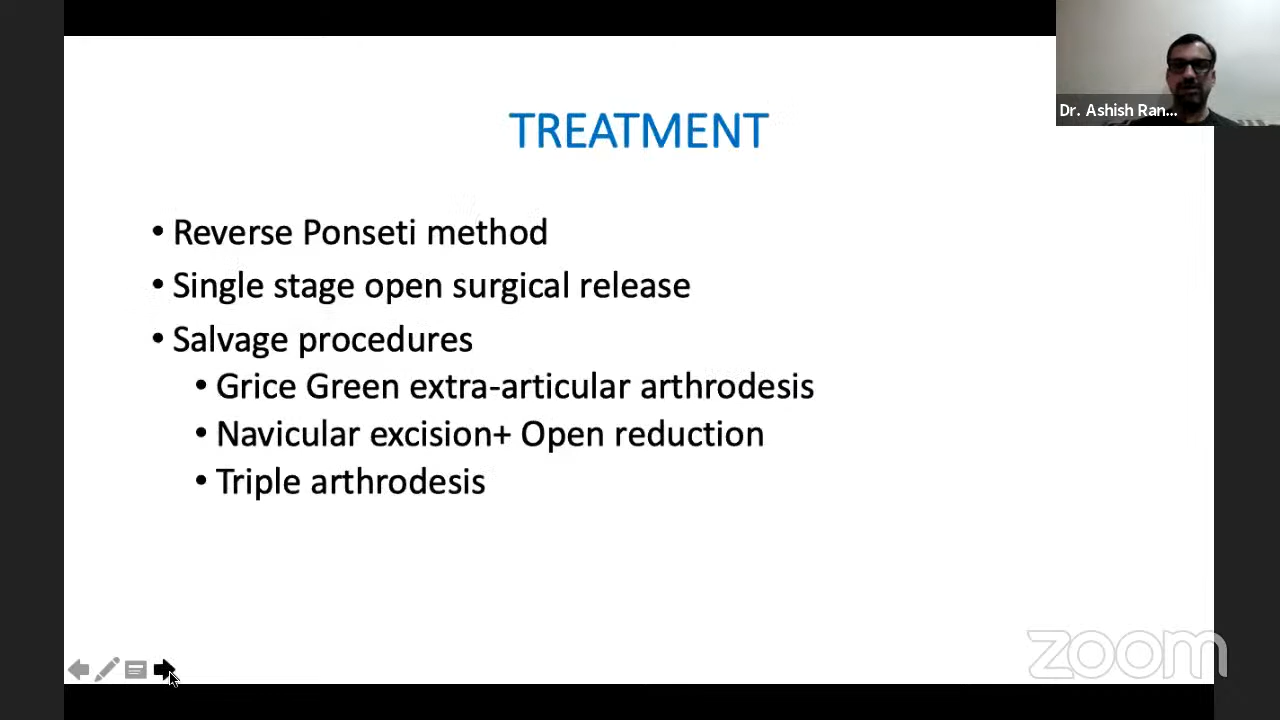 Dr. Ashish Ran...
TREATMENT
• Reverse Ponseti method
• Single stage open surgical release
• Salvage procedures
• Grice Green extra-articular arthrodesis
• Navicular excision+ Open reduction
• Triple arthrodesis
zoom